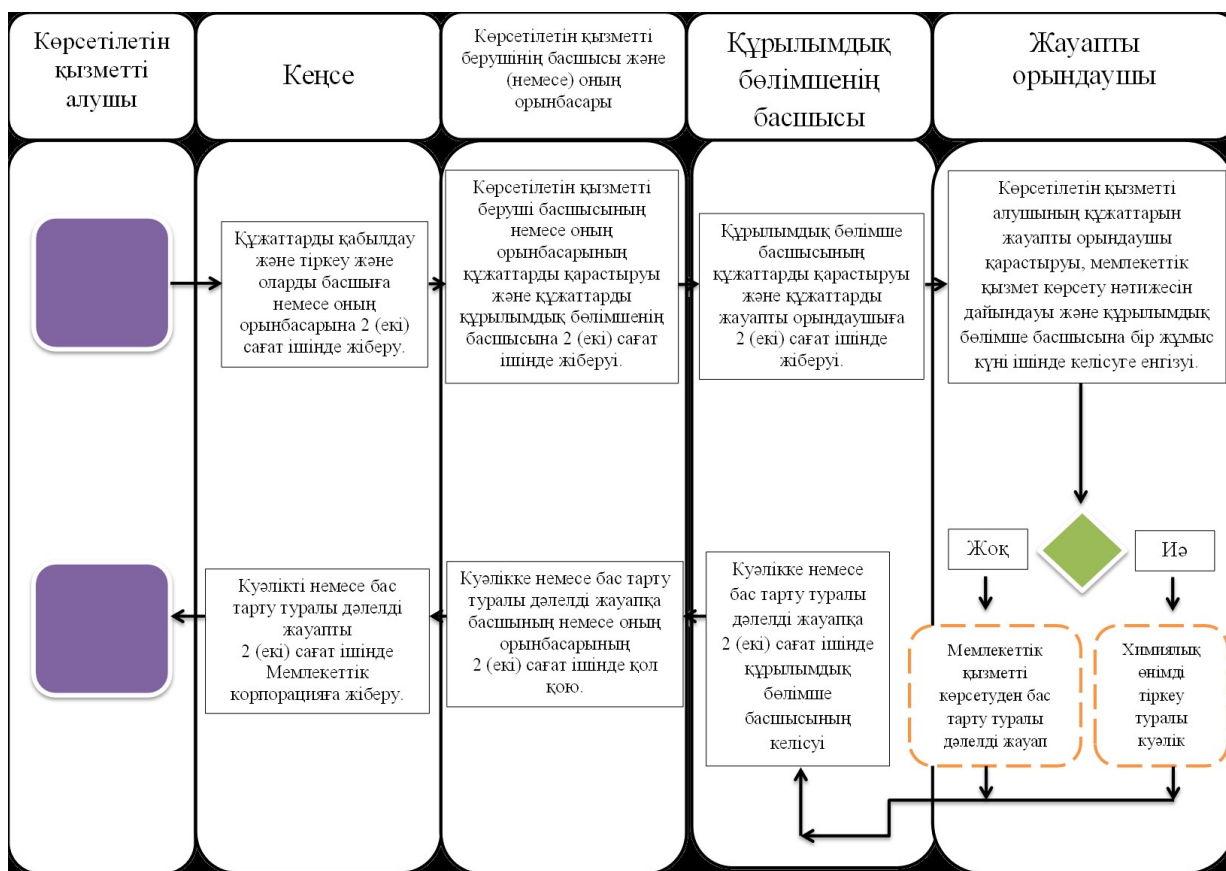 Көрсетілетін
қызметті
алушы
Кеңсе
Көрсетілетін қызметті
берушінің басшысы және
(немесе) оның
орынбасары
Құрылымдық
бөлімшенің
басшысы
Жауапты
орындаушы
Құжаттарды қабылдау
және тіркеу және
оларды басшыға
немесе оның
орынбасарына 2 (екі)
сағат ішінде жіберу.
Көрсетілетін қызметті
беруші басшысының
немесе оның
орынбасарының
құжаттарды қарастыруы
және құжаттарды
құрылымдық бөлімшенің
басшысына 2 (екі) сағат
ішінде жіберуі.
Құрылымдық бөлімше
басшысының
құжаттарды қарастыруы
және құжаттарды
жауапты орындаушыға
2 (екі) сағат ішінде
жіберуі.
Көрсетілетін қызметті
алушының құжаттарын
жауапты орындаушы
қарастыруы, мемлекеттік
қызмет көрсету нәтижесін
дайындауы және құрылымдық
бөлімше басшысына бір жұмыс
күні ішінде келісуге енгізуі.
Жоқ
Иә
Куәлікті немесе бас
тарту туралы дәлелді
жауапты
2 (екі) сағат ішінде
Мемлекеттік
корпорацияға жіберу.
Куәлікке немесе бас тарту
туралы дәлелді жауапқа
басшының немесе оның
орынбасарының
2 (екі) сағат ішінде қол
қою.
Куәлікке немесе
бас тарту туралы
дәлелді жауапқа
2 (екі) сағат ішінде
құрылымдық
бөлімше
басшысының
келісуі
Мемлекеттік
қызметті
көрсетуден бас
тарту туралы
дәлелді жауап
Химиялық
өнімді
тіркеу
туралы
куәлік